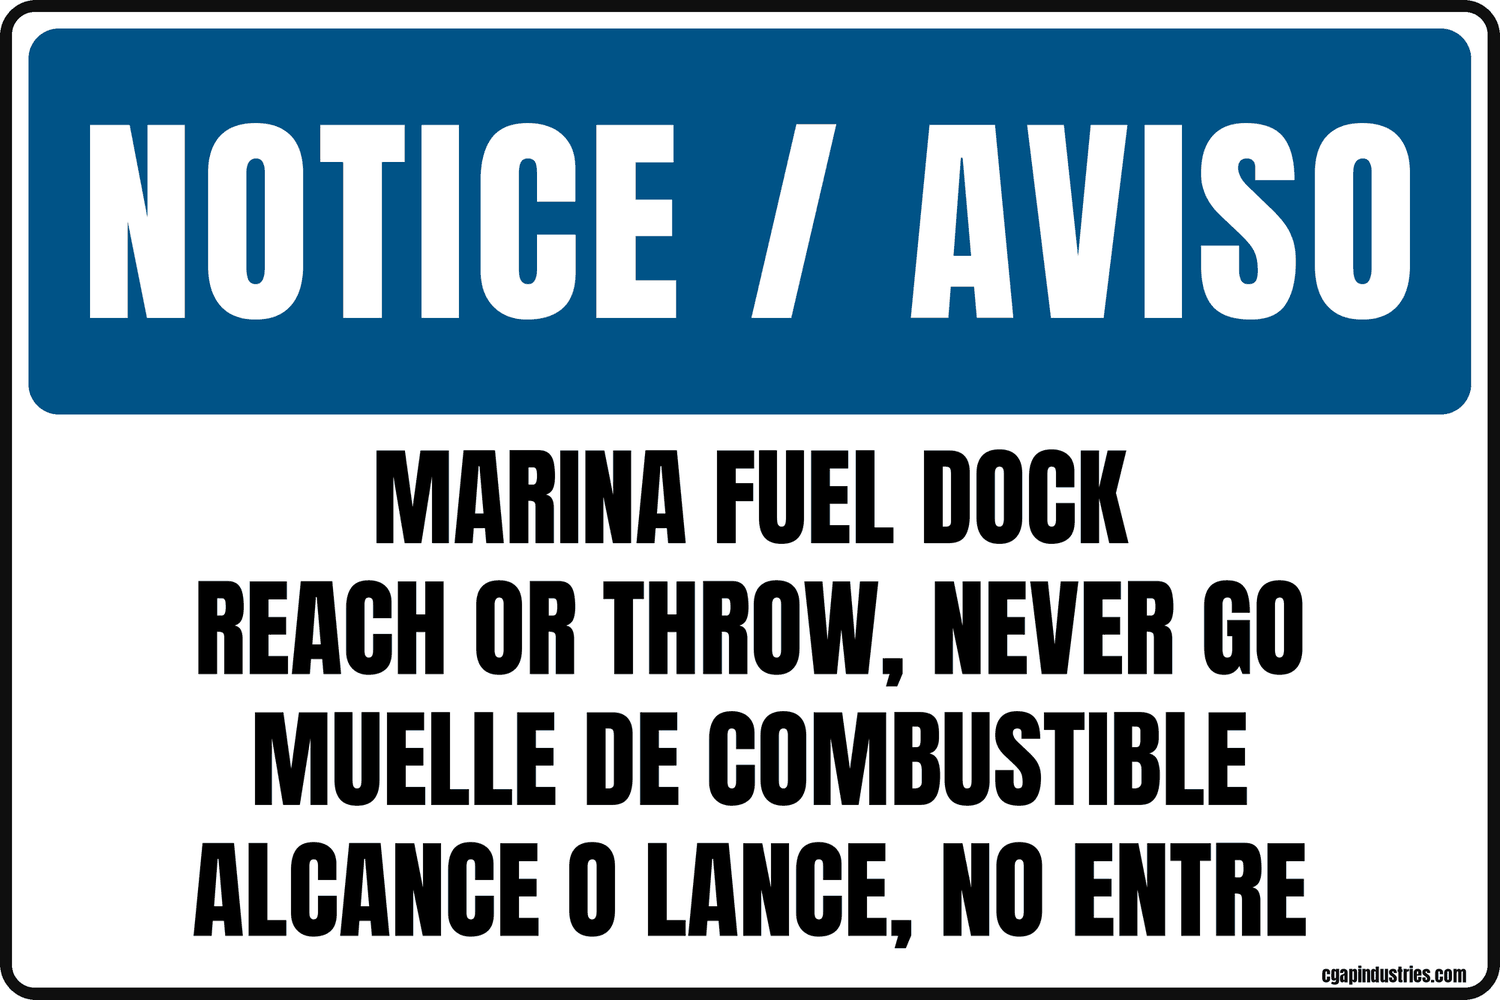 NOTICE / AVISO
MARINA FUEL DOCK
REACH OR THROW, NEVER GO
MUELLE DE COMBUSTIBLE
ALCANCE O LANCE, NO ENTRE
cgapindustries.com